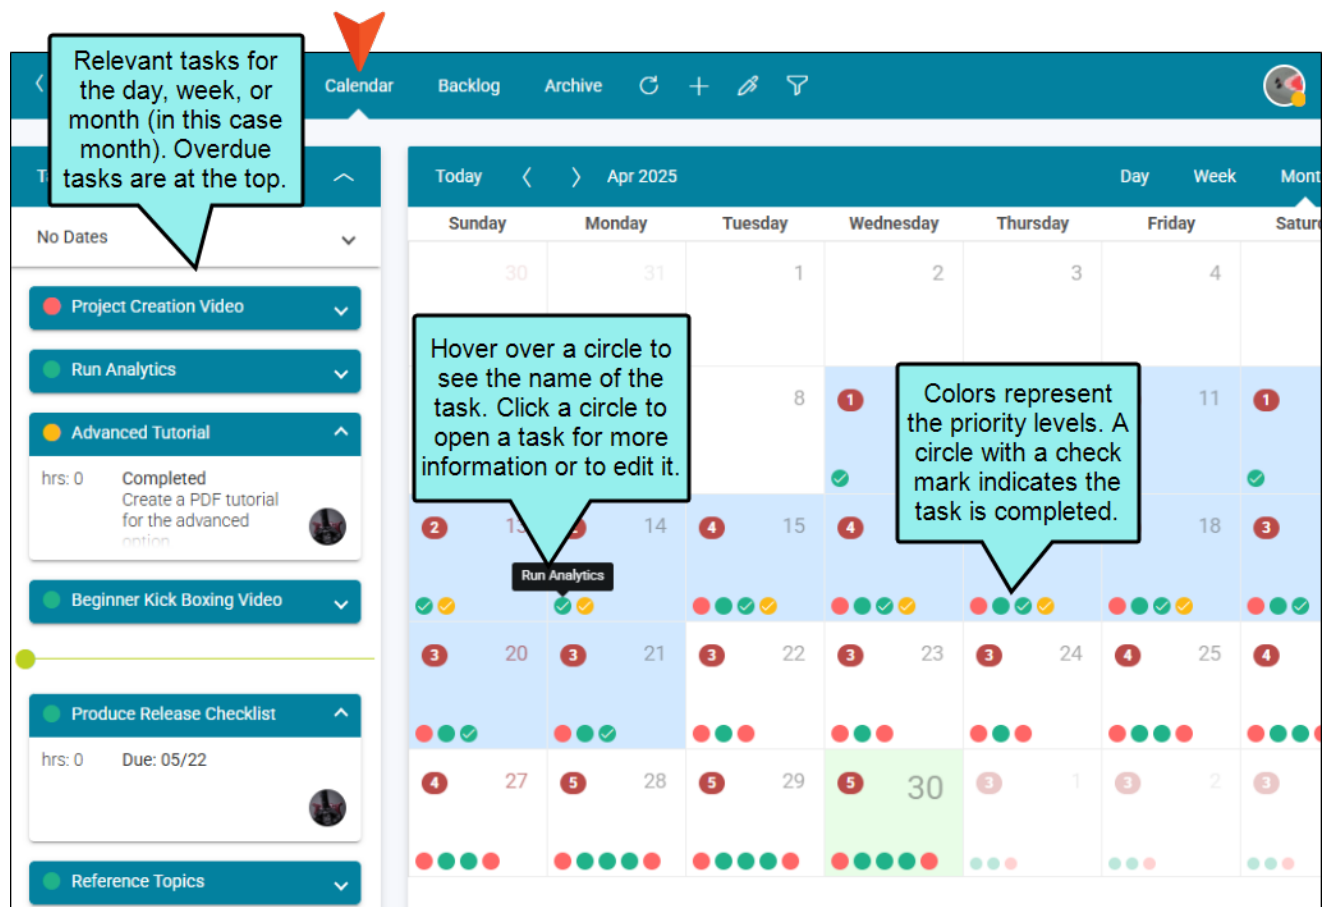 Relevant tasks for
the day, week, or
month (in this case
month). Overdue
tasks are at the top.
Calendar
Backlog
Archive
No Dates
Project Creation Video
Run Analytics
Advanced Tutorial
hrs: 0
Completed
Create a PDF tutorial
for the advanced
option
Beginner Kick Boxing Video
Produce Release Checklist
hrs: 0
Due: 05/22
Reference Topics
Today
Apr 2025
Day
Week
Sunday
Monday
Tuesday
Wednesday
Thursday
Friday
30
31
1
2
3
4
Hover over a circle to
see the name of the
task. Click a circle to
open a task for more
information or to edit it.
Colors represent
the priority levels. A
circle with a check
mark indicates the
task is completed.
8
1
11
1
2
13
14
4
15
4
18
3
Run Analytics
3
20
3
21
3
22
3
23
3
24
4
25
4
4
27
5
28
5
29
5
30
3
1
3
2
3